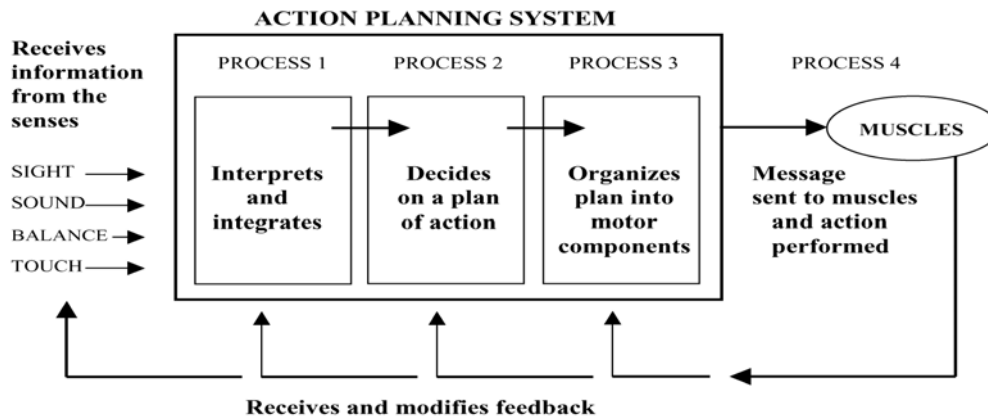 ACTION PLANNING SYSTEM
Receives
information
from the
senses
SIGHT
SOUND
BALANCE
TOUCH
PROCESS 1
Interprets
and
integrates
PROCESS 2
Decides
on a plan
of action
PROCESS 3
Organizes
plan into
motor
components
PROCESS 4
MUSCLES
Message
sent to muscles
and action
performed
Receives and modifies feedback